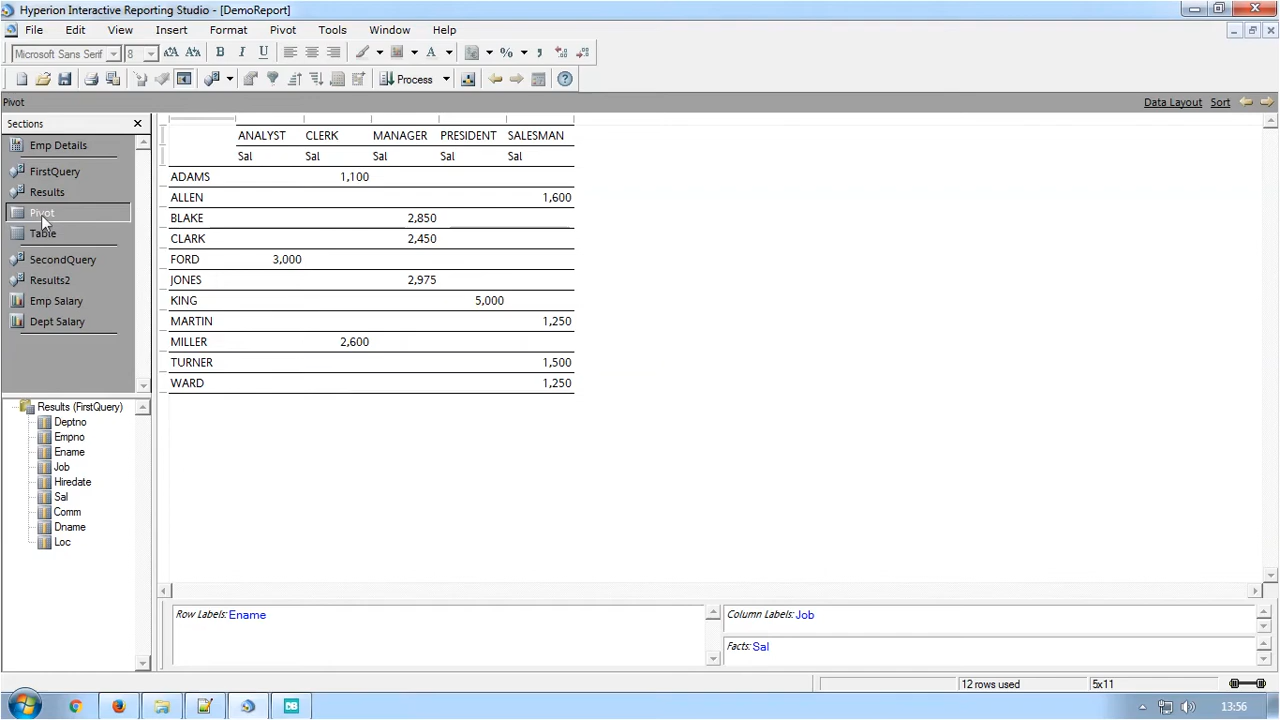 Hyperion Interactive Reporting Studio - [DemoReport]
File Edit View Insert Format Pivot Tools Window Help
Microsoft Sans Serif 8 A^A A^A B I U A % , Process
Pivot Data Layout Sort
Sections
Emp Details
FirstQuery
Results
Pivot
Table
SecondQuery
Results2
Emp Salary
Dept Salary
ANALYST CLERK MANAGER PRESIDENT SALESMAN
Sal Sal Sal Sal Sal
ADAMS 1,100
ALLEN 1,600
BLAKE 2,850
CLARK 2,450
FORD 3,000
JONES 2,975
KING 5,000
MARTIN 1,250
MILLER 2,600
TURNER 1,500
WARD 1,250
Results (FirstQuery)
Deptno
Empno
Ename
Job
Hiredate
Sal
Comm
Dname
Loc
Row Labels: Ename
Column Labels: Job
Facts: Sal
12 rows used 5x11
13:56